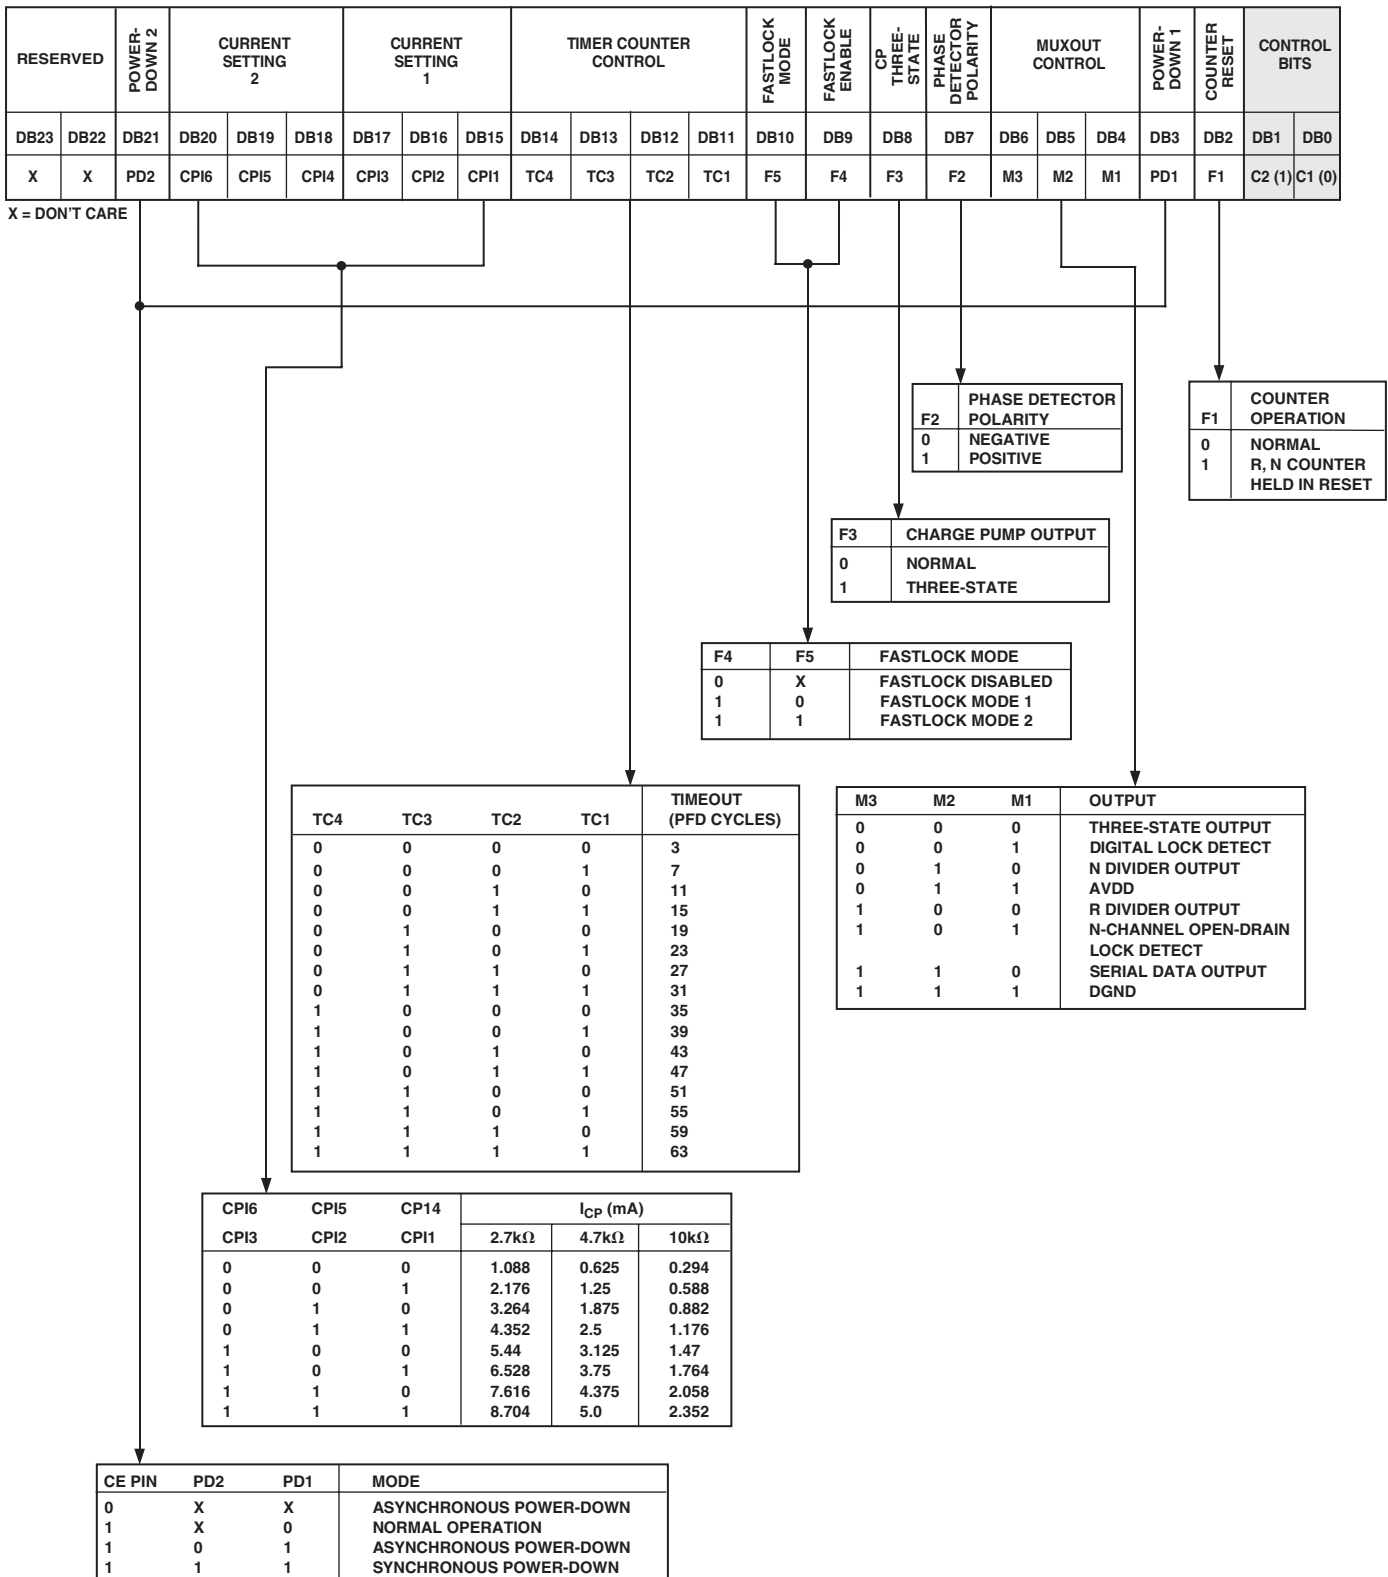 RESERVED
POWER-
DOWN 2
CURRENT
SETTING
2
CURRENT
SETTING
1
TIMER COUNTER
CONTROL
FASTLOCK
MODE
FASTLOCK
ENABLE
CP
THREE-
STATE
PHASE
DETECTOR
POLARITY
MUXOUT
CONTROL
POWER-
DOWN 1
COUNTER
RESET
CONTROL
BITS
DB23 DB22 DB21 DB20 DB19 DB18 DB17 DB16 DB15 DB14 DB13 DB12 DB11 DB10 DB9 DB8 DB7 DB6 DB5 DB4 DB3 DB2 DB1 DB0
X X PD2 CPI6 CPI5 CPI4 CPI3 CPI2 CPI1 TC4 TC3 TC2 TC1 F5 F4 F3 F2 M3 M2 M1 PD1 F1 C2 (1) C1 (0)
X = DON'T CARE
PHASE DETECTOR
F2 POLARITY
0 NEGATIVE
1 POSITIVE
COUNTER
F1 OPERATION
0 NORMAL
1 R, N COUNTER
HELD IN RESET
F3 CHARGE PUMP OUTPUT
0 NORMAL
1 THREE-STATE
F4 F5 FASTLOCK MODE
0 X FASTLOCK DISABLED
1 0 FASTLOCK MODE 1
1 1 FASTLOCK MODE 2
TIMEOUT
TC4 TC3 TC2 TC1 (PFD CYCLES)
0 0 0 0 3
0 0 0 1 7
0 0 1 0 11
0 0 1 1 15
0 1 0 0 19
0 1 0 1 23
0 1 1 0 27
0 1 1 1 31
1 0 0 0 35
1 0 0 1 39
1 0 1 0 43
1 0 1 1 47
1 1 0 0 51
1 1 0 1 55
1 1 1 0 59
1 1 1 1 63
M3 M2 M1 OUTPUT
0 0 0 THREE-STATE OUTPUT
0 0 1 DIGITAL LOCK DETECT
0 1 0 N DIVIDER OUTPUT
0 1 1 AVDD
1 0 0 R DIVIDER OUTPUT
1 0 1 N-CHANNEL OPEN-DRAIN
LOCK DETECT
1 1 0 SERIAL DATA OUTPUT
1 1 1 DGND
CPI6 CPI5 CP14 ICP (mA)
CPI3 CPI2 CPI1 2.7kΩ 4.7kΩ 10kΩ
0 0 0 1.088 0.625 0.294
0 0 1 2.176 1.25 0.588
0 1 0 3.264 1.875 0.882
0 1 1 4.352 2.5 1.176
1 0 0 5.44 3.125 1.47
1 0 1 6.528 3.75 1.764
1 1 0 7.616 4.375 2.058
1 1 1 8.704 5.0 2.352
CE PIN PD2 PD1 MODE
0 X X ASYNCHRONOUS POWER-DOWN
1 X 0 NORMAL OPERATION
1 0 1 ASYNCHRONOUS POWER-DOWN
1 1 1 SYNCHRONOUS POWER-DOWN